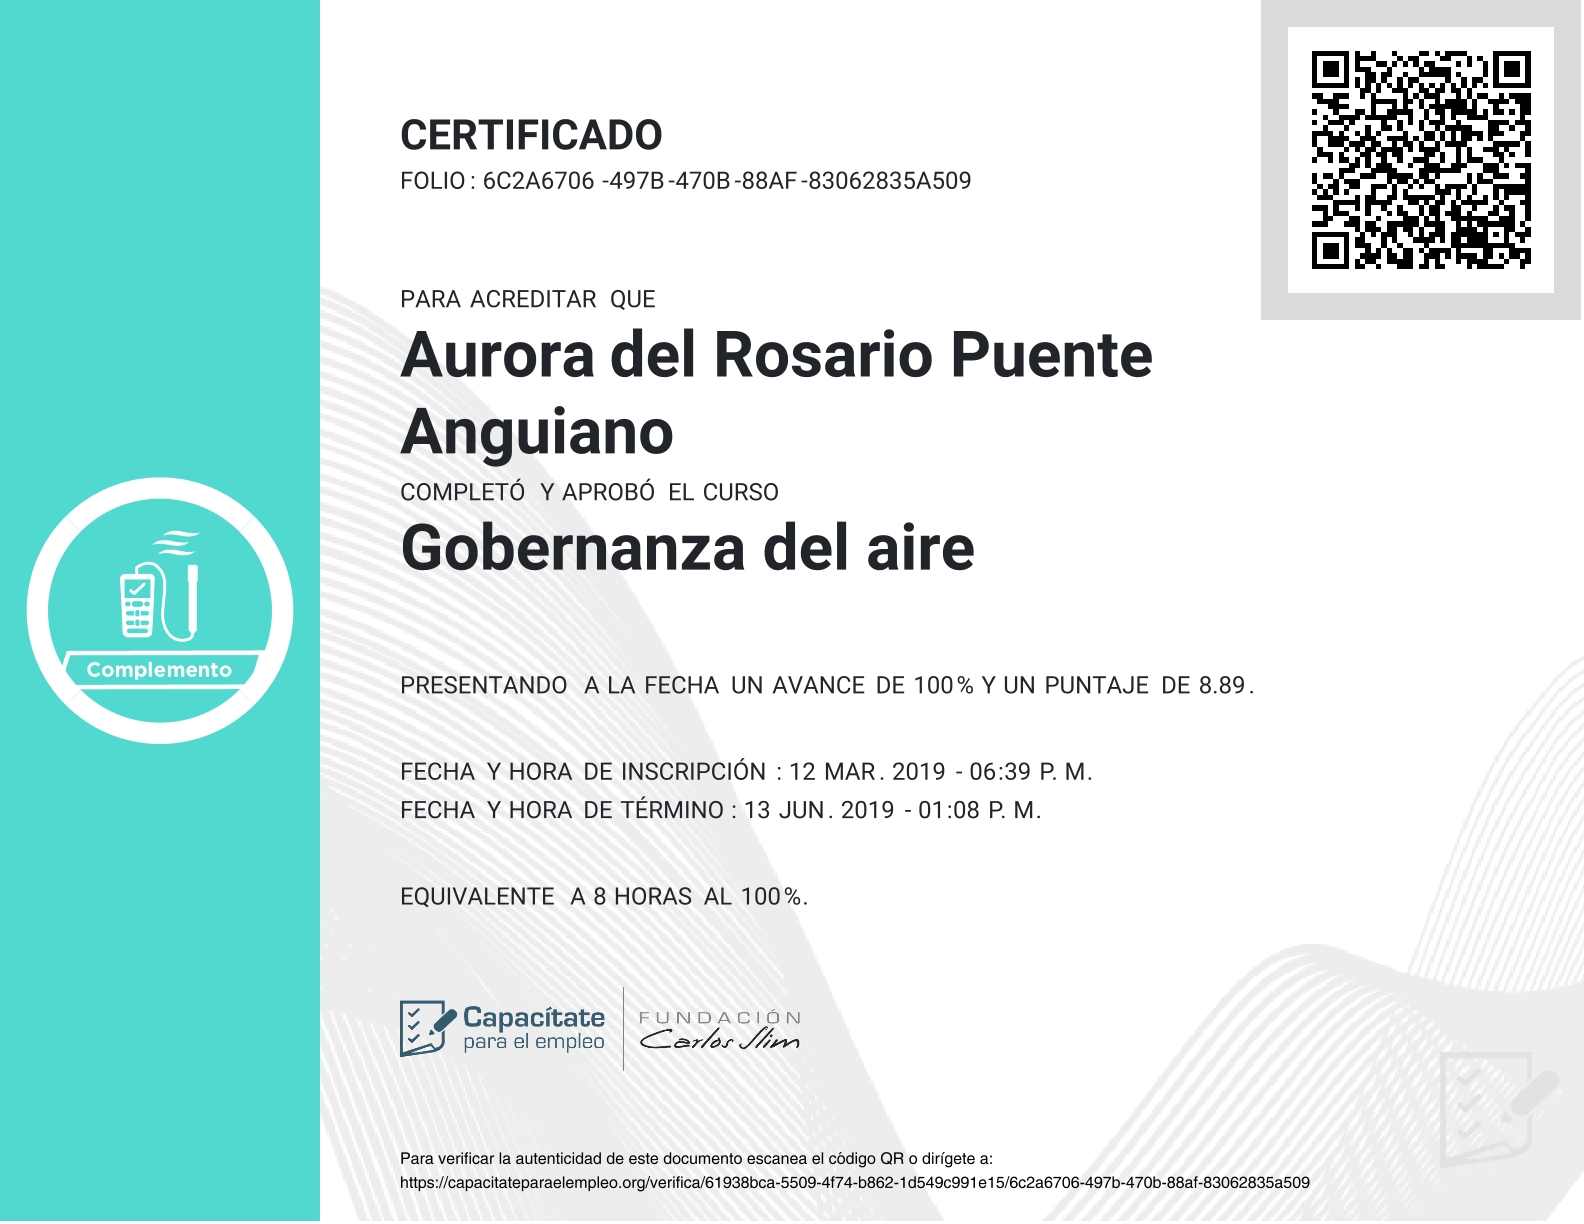 CERTIFICADO
FOLIO : 6C2A6706 -497B-470B-88AF-83062835A509
PARA ACREDITAR QUE
Aurora del Rosario Puente
Anguiano
COMPLETÓ Y APROBÓ EL CURSO
Gobernanza del aire
Complemento
PRESENTANDO A LA FECHA UN AVANCE DE 100% Y UN PUNTAJE DE 8.89.
FECHA Y HORA DE INSCRIPCIÓN : 12 MAR. 2019 - 06:39 P. M.
FECHA Y HORA DE TÉRMINO : 13 JUN. 2019 - 01:08 P. M.
EQUIVALENTE A 8 HORAS AL 100%.
Capacítate
para el empleo
FUNDACIÓN
Carlos Slim
Para verificar la autenticidad de este documento escanea el código QR o dirígete a:
https://capacitateparaelempleo.org/verifica/61938bca-5509-4f74-b862-1d549c991e15/6c2a6706-497b-470b-88af-83062835a509